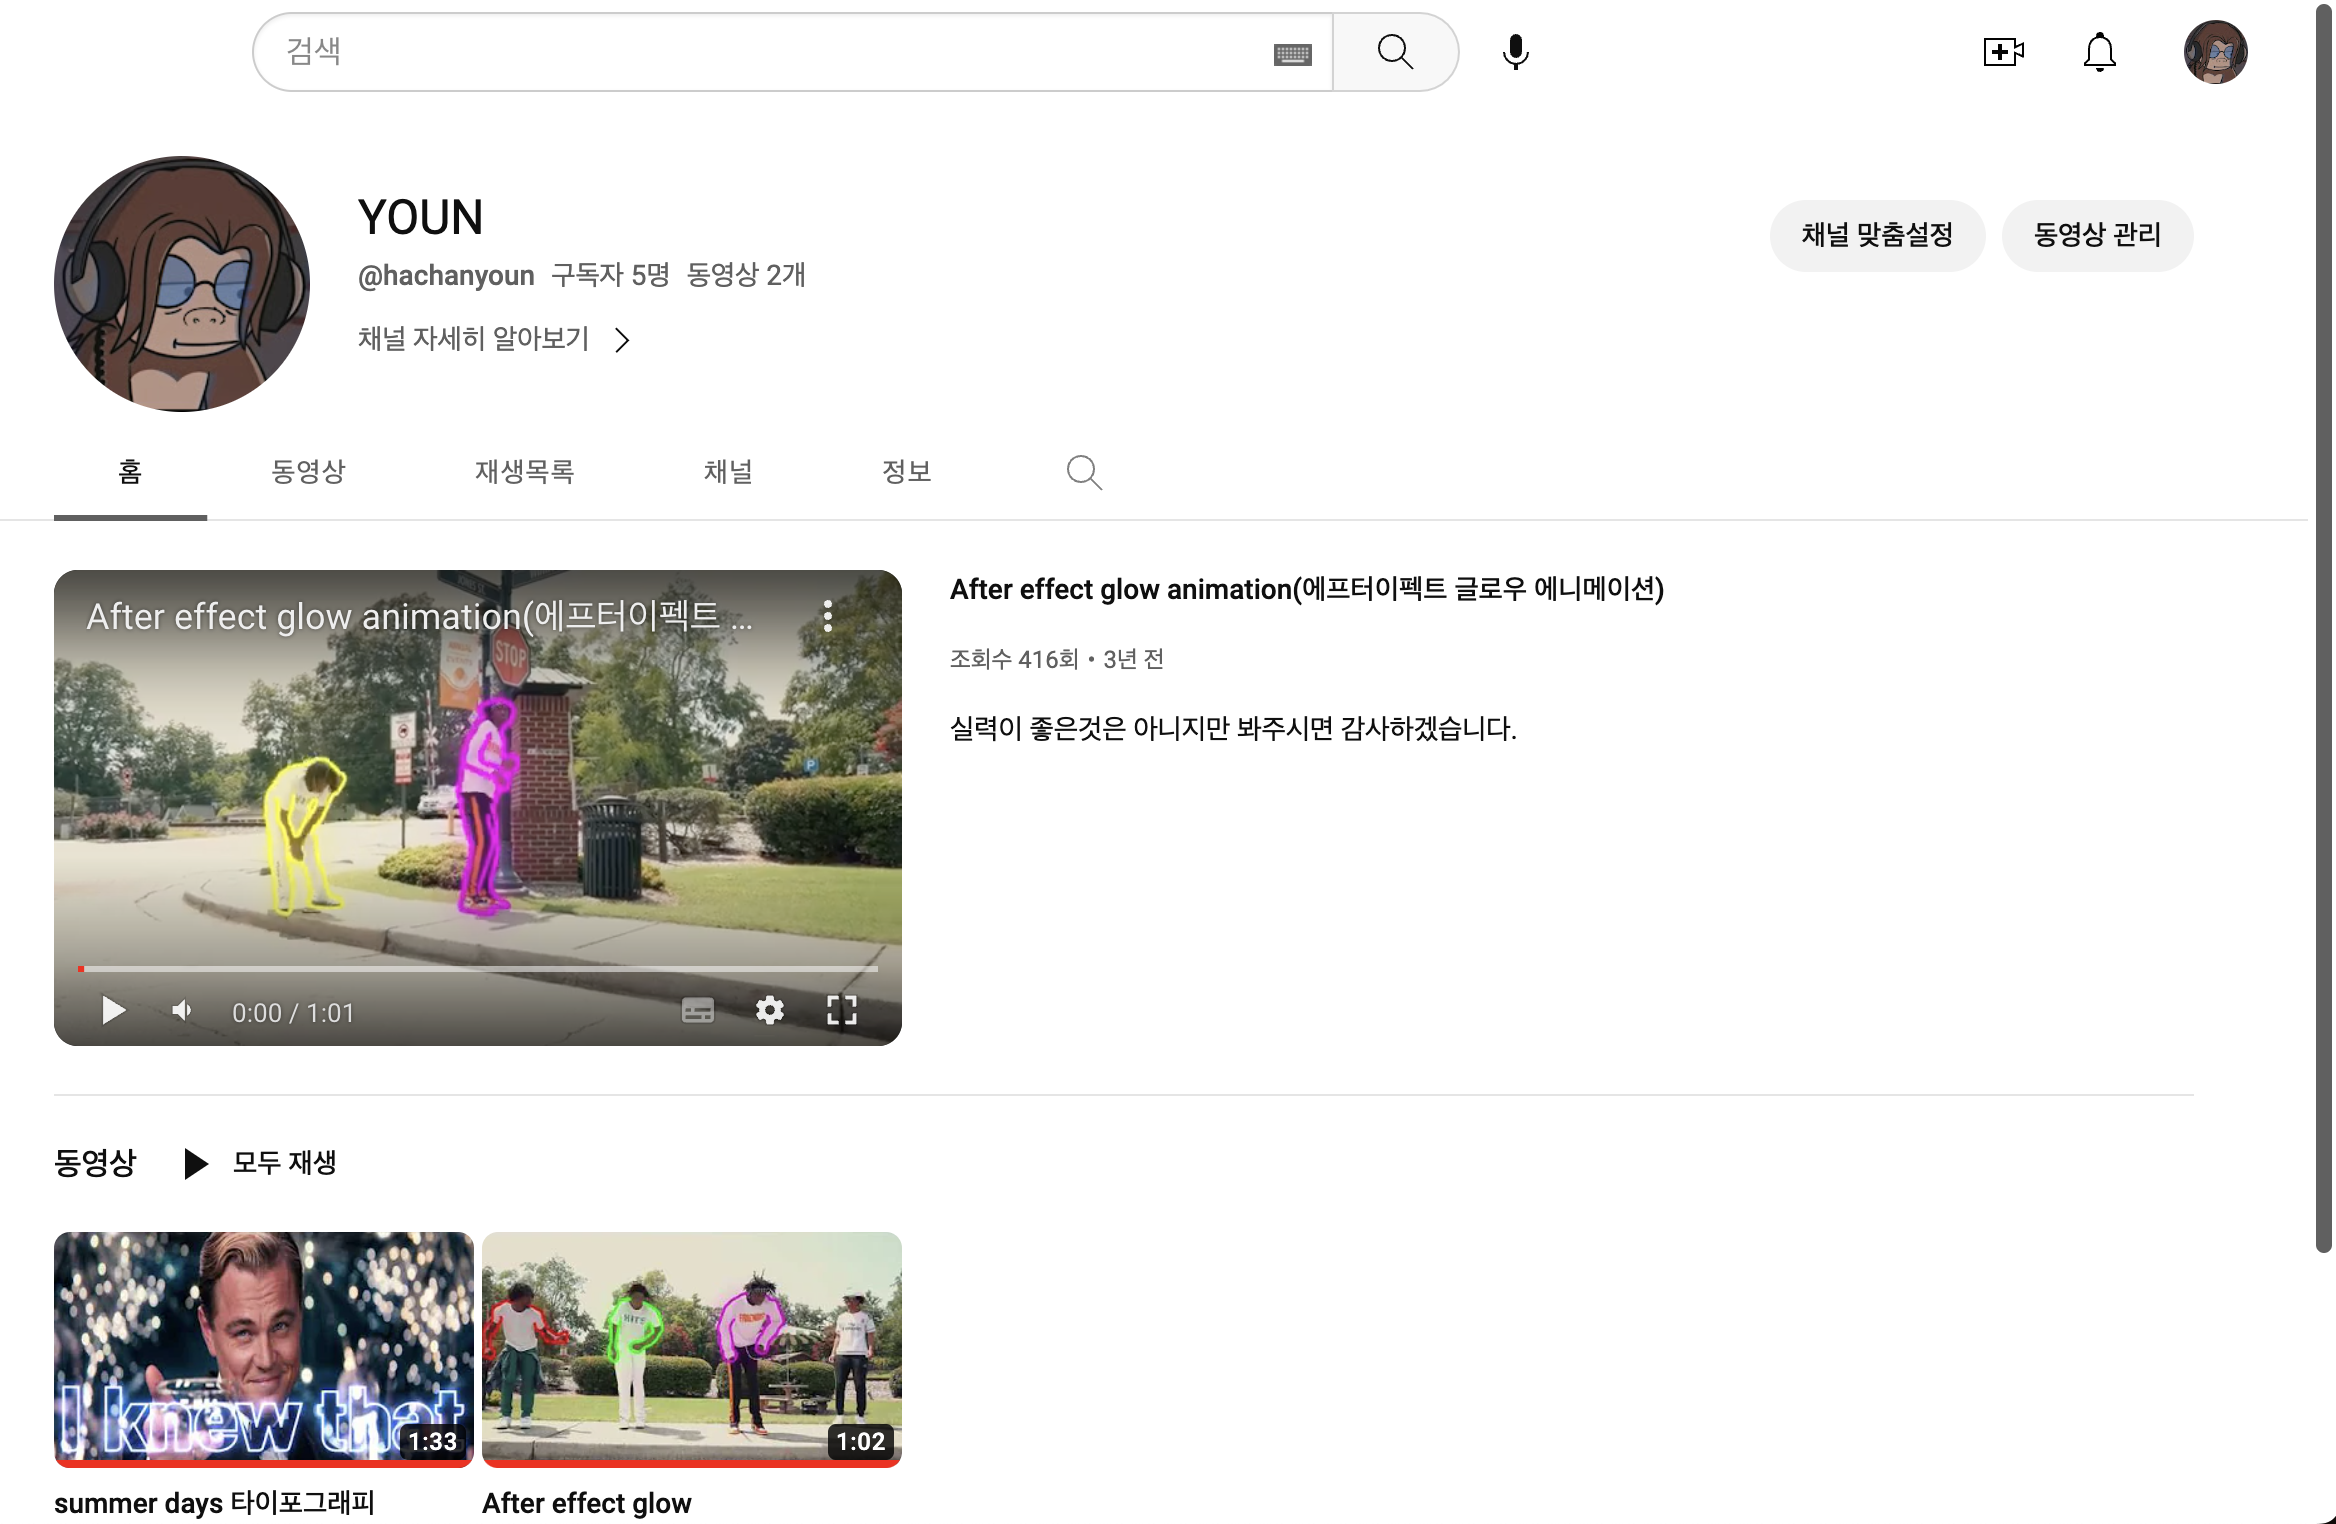 검색
YOUN
채널 맞춤설정
동영상 관리
@hachanyoun 구독자 5명 동영상 2개
채널 자세히 알아보기
홈
동영상
재생목록
채널
정보
After effect glow animation(에프터이펙트 ...
STOP
P
0:00 / 1:01
After effect glow animation(에프터이펙트 글로우 에니메이션)
조회수 416회 • 3년 전
실력이 좋은것은 아니지만 봐주시면 감사하겠습니다.
동영상
모두 재생
I knew that
1:33
1:02
summer days 타이포그래피
After effect glow